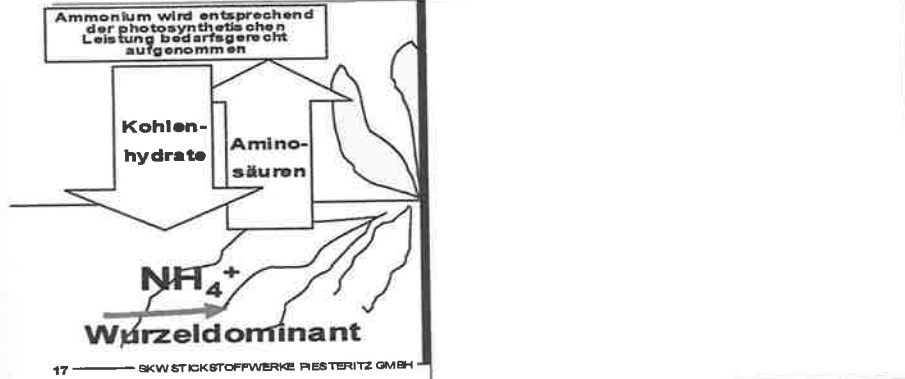 Ammonium wird entsprechend
der photosynthetischen
Leistung bedarfsgerecht
aufgenommen
Kohlen-
hydrate
Amino-
säuren
NH₄⁺
Wurzeldominant
17 SKW STICKSTOFFWERKE PIESTERITZ GMBH